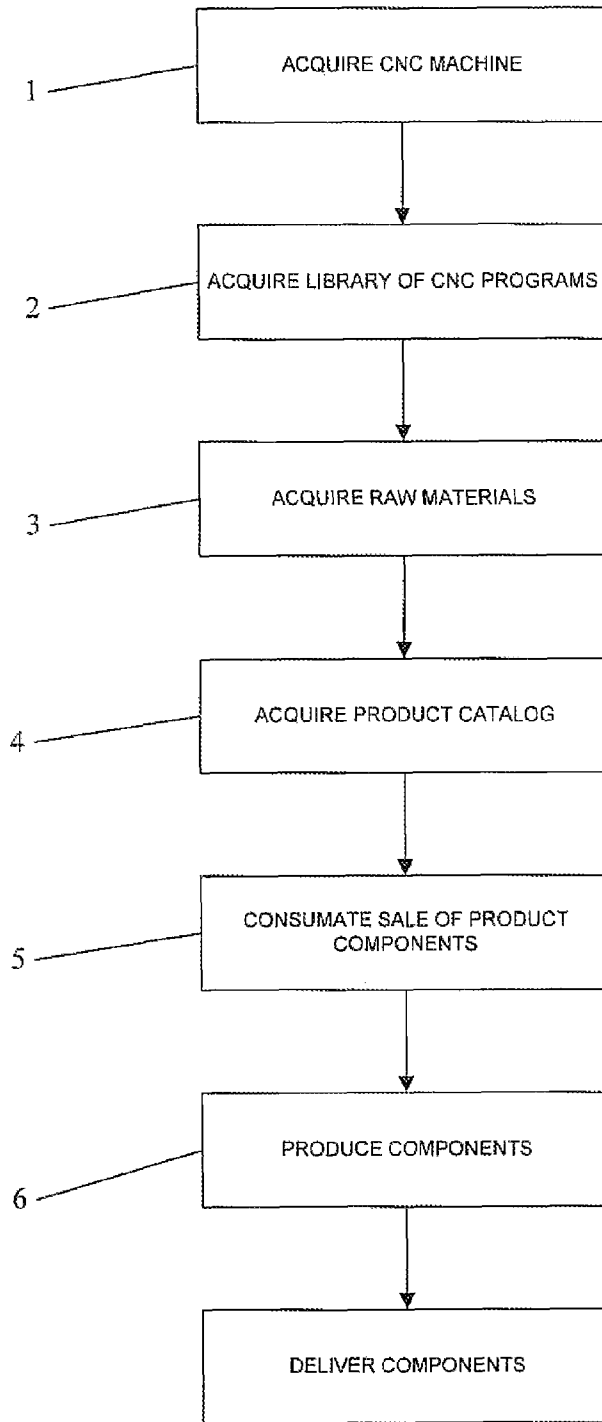 ACQUIRE CNC MACHINE
1
ACQUIRE LIBRARY OF CNC PROGRAMS
2
ACQUIRE RAW MATERIALS
3
ACQUIRE PRODUCT CATALOG
4
CONSUMATE SALE OF PRODUCT
COMPONENTS
5
PRODUCE COMPONENTS
6
DELIVER COMPONENTS